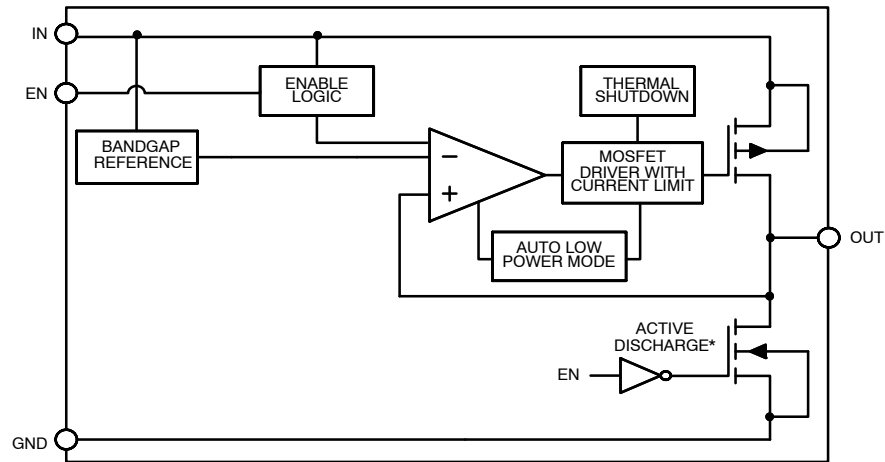 IN
EN
ENABLE
LOGIC
THERMAL
SHUTDOWN
BANDGAP
REFERENCE
−
+
MOSFET
DRIVER WITH
CURRENT LIMIT
AUTO LOW
POWER MODE
OUT
ACTIVE
DISCHARGE*
EN
GND